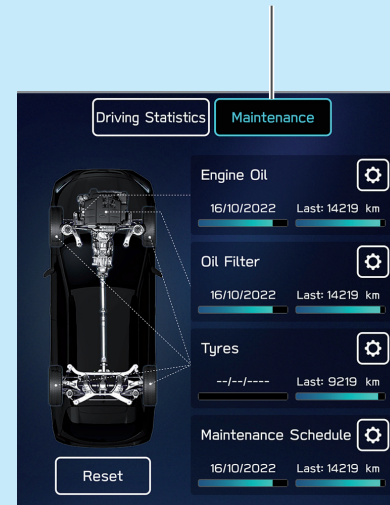 Driving Statistics
Maintenance
Engine Oil
16/10/2022 Last: 14219 km
Oil Filter
16/10/2022 Last: 14219 km
Tyres
--/--/---- Last: 9219 km
Maintenance Schedule
16/10/2022 Last: 14219 km
Reset